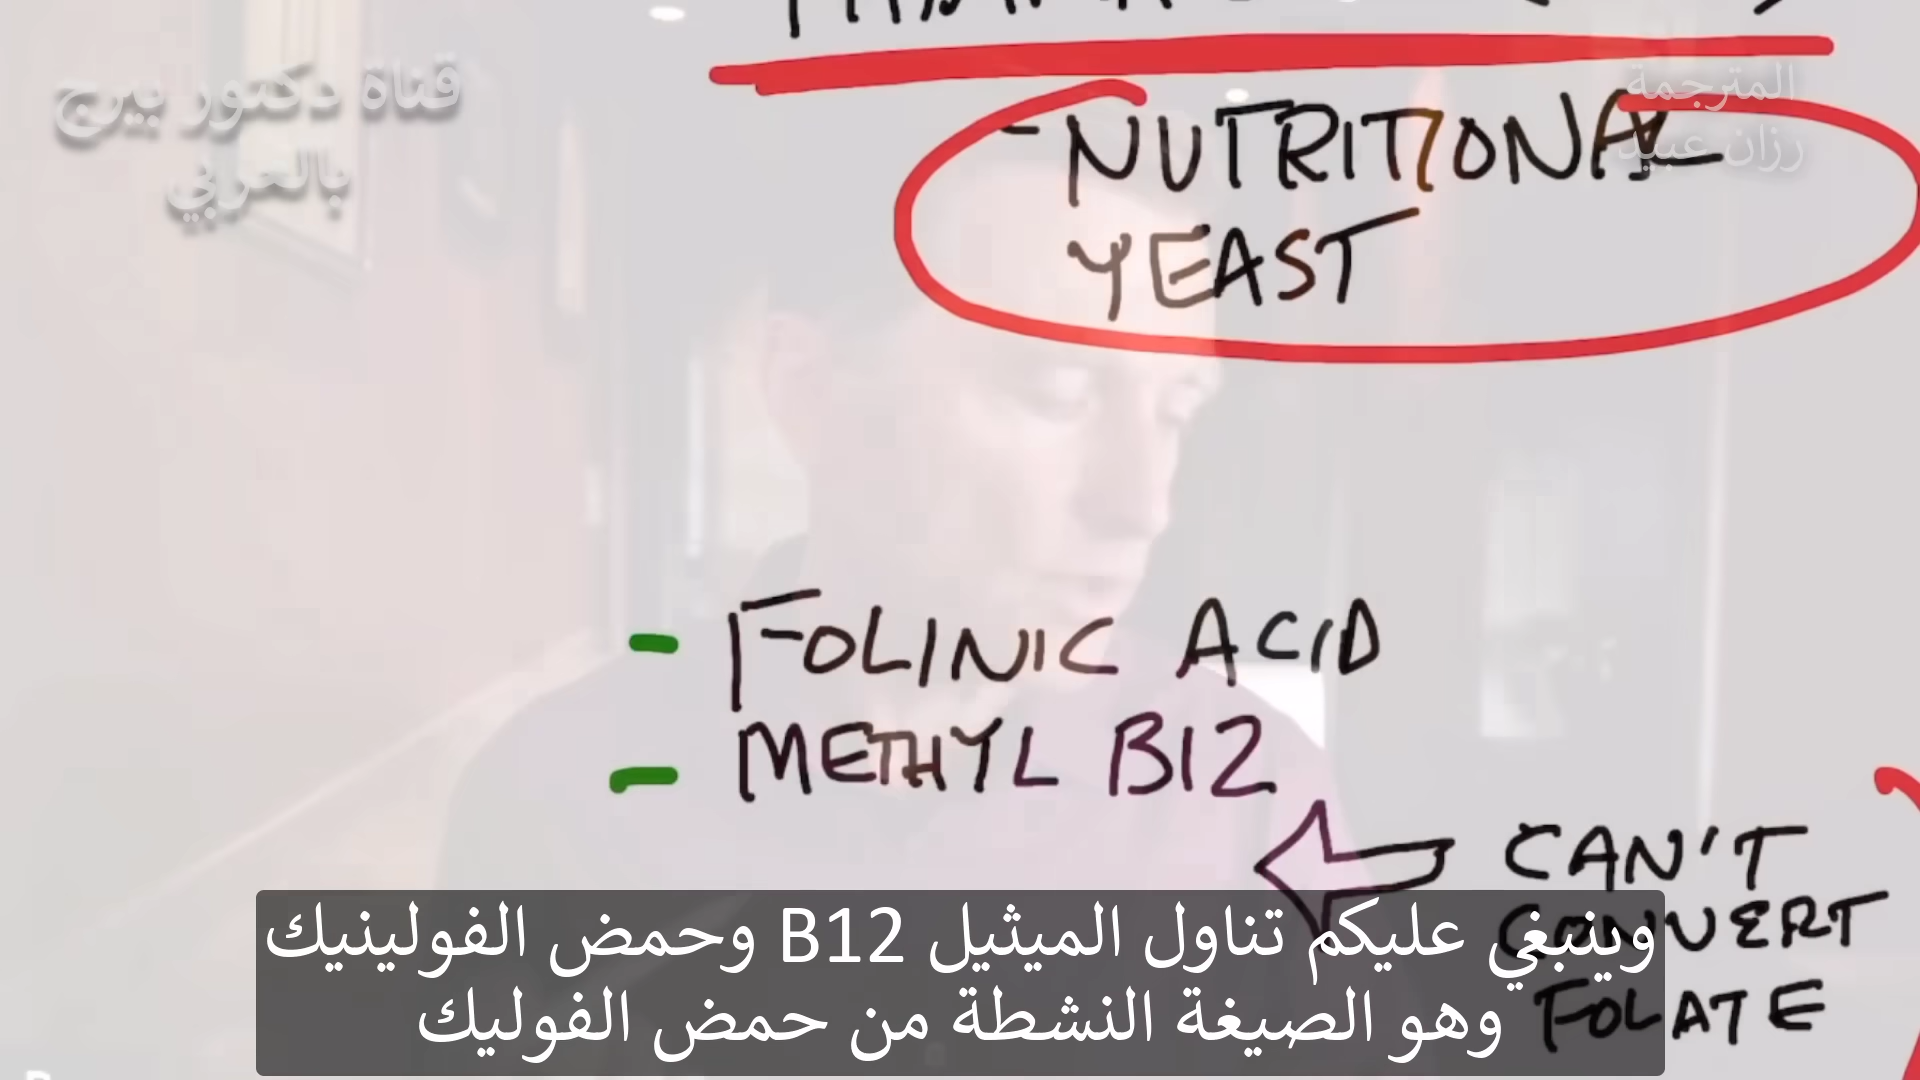 قناة دكتور بيرج
بالعربي
المترجمة
رزان عبيد
- NUTRITIONAL
YEAST
- FOLINIC ACID
- METHYL B12
CAN'T
CONVERT
FOLATE
وينبغي عليكم تناول الميثيل B12 وحمض الفولينيك
وهو الصيغة النشطة من حمض الفوليك